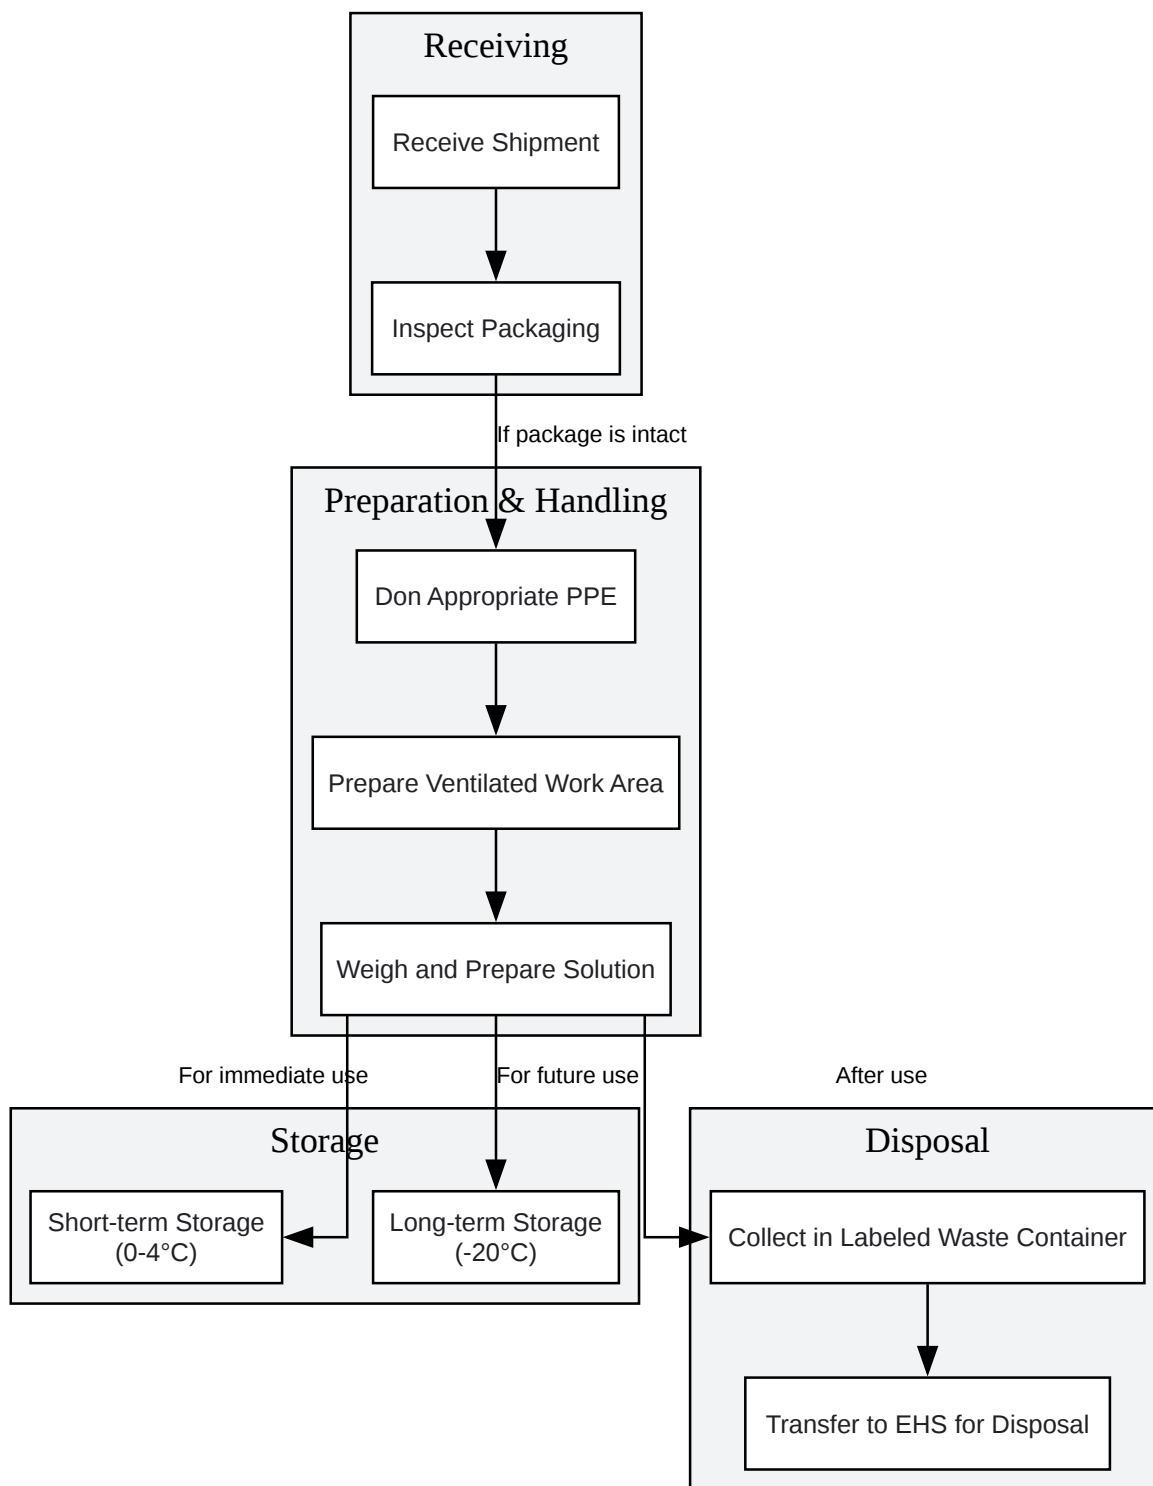 Receiving
Receive Shipment
Inspect Packaging
If package is intact
Preparation & Handling
Don Appropriate PPE
Prepare Ventilated Work Area
Weigh and Prepare Solution
For immediate use
For future use
After use
Storage
Disposal
Short-term Storage
(0-4°C)
Long-term Storage
(-20°C)
Collect in Labeled Waste Container
Transfer to EHS for Disposal